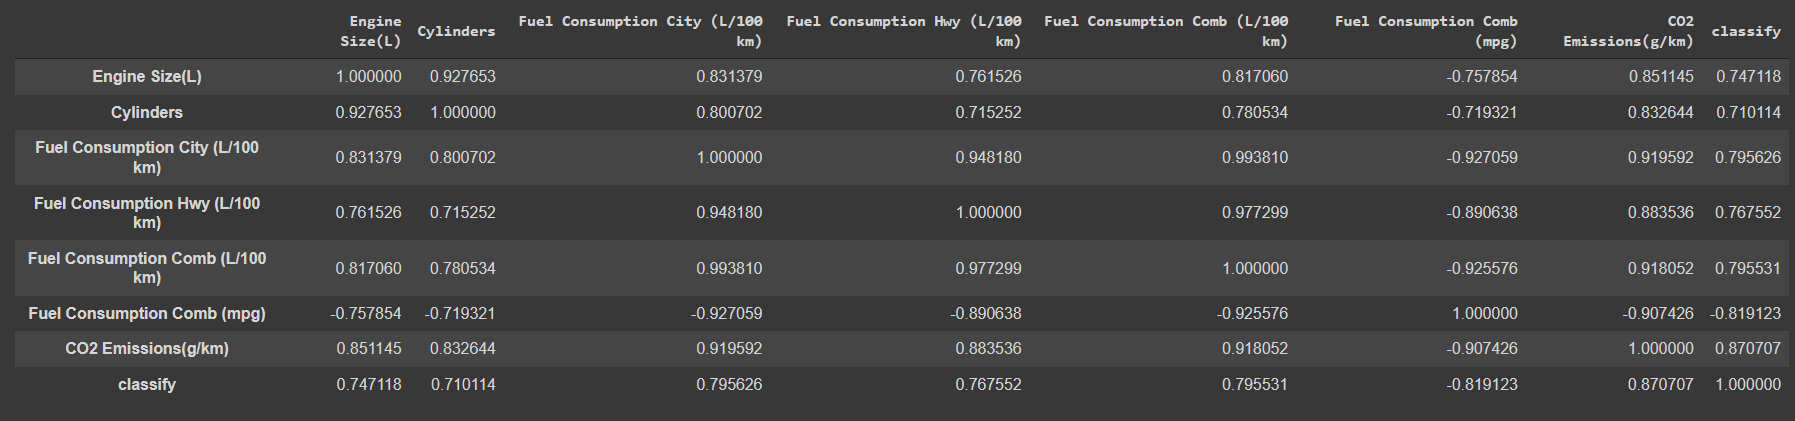 Engine Size(L) Cylinders Fuel Consumption City (L/100 km) Fuel Consumption Hwy (L/100 km) Fuel Consumption Comb (L/100 km) Fuel Consumption Comb (mpg) CO2 Emissions(g/km) classify
Engine Size(L) 1.000000 0.927653 0.831379 0.761526 0.817060 -0.757854 0.851145 0.747118
Cylinders 0.927653 1.000000 0.800702 0.715252 0.780534 -0.719321 0.832644 0.710114
Fuel Consumption City (L/100 km) 0.831379 0.800702 1.000000 0.948180 0.993810 -0.927059 0.919592 0.795626
Fuel Consumption Hwy (L/100 km) 0.761526 0.715252 0.948180 1.000000 0.977299 -0.890638 0.883536 0.767552
Fuel Consumption Comb (L/100 km) 0.817060 0.780534 0.993810 0.977299 1.000000 -0.925576 0.918052 0.795531
Fuel Consumption Comb (mpg) -0.757854 -0.719321 -0.927059 -0.890638 -0.925576 1.000000 -0.907426 -0.819123
CO2 Emissions(g/km) 0.851145 0.832644 0.919592 0.883536 0.918052 -0.907426 1.000000 0.870707
classify 0.747118 0.710114 0.795626 0.767552 0.795531 -0.819123 0.870707 1.000000